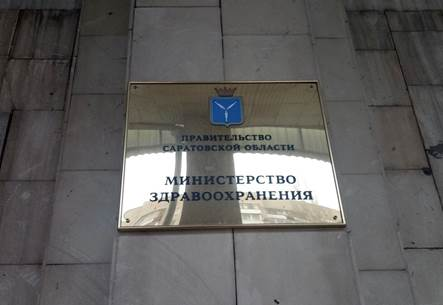 ПРАВИТЕЛЬСТВО
САРАТОВСКОЙ ОБЛАСТИ
МИНИСТЕРСТВО
ЗДРАВООХРАНЕНИЯ